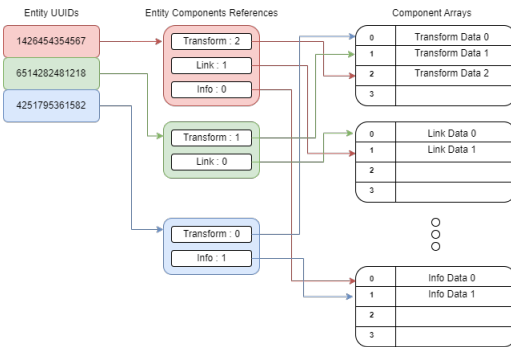 Entity UUIDs
Entity Components References
Component Arrays
1426454354567
6514282481218
4251795361582
Transform : 2
Link : 1
Info : 0
Transform : 1
Link : 0
Transform : 0
Info : 1
0 Transform Data 0
1 Transform Data 1
2 Transform Data 2
3
0 Link Data 0
1 Link Data 1
2
3
0 Info Data 0
1 Info Data 1
2
3